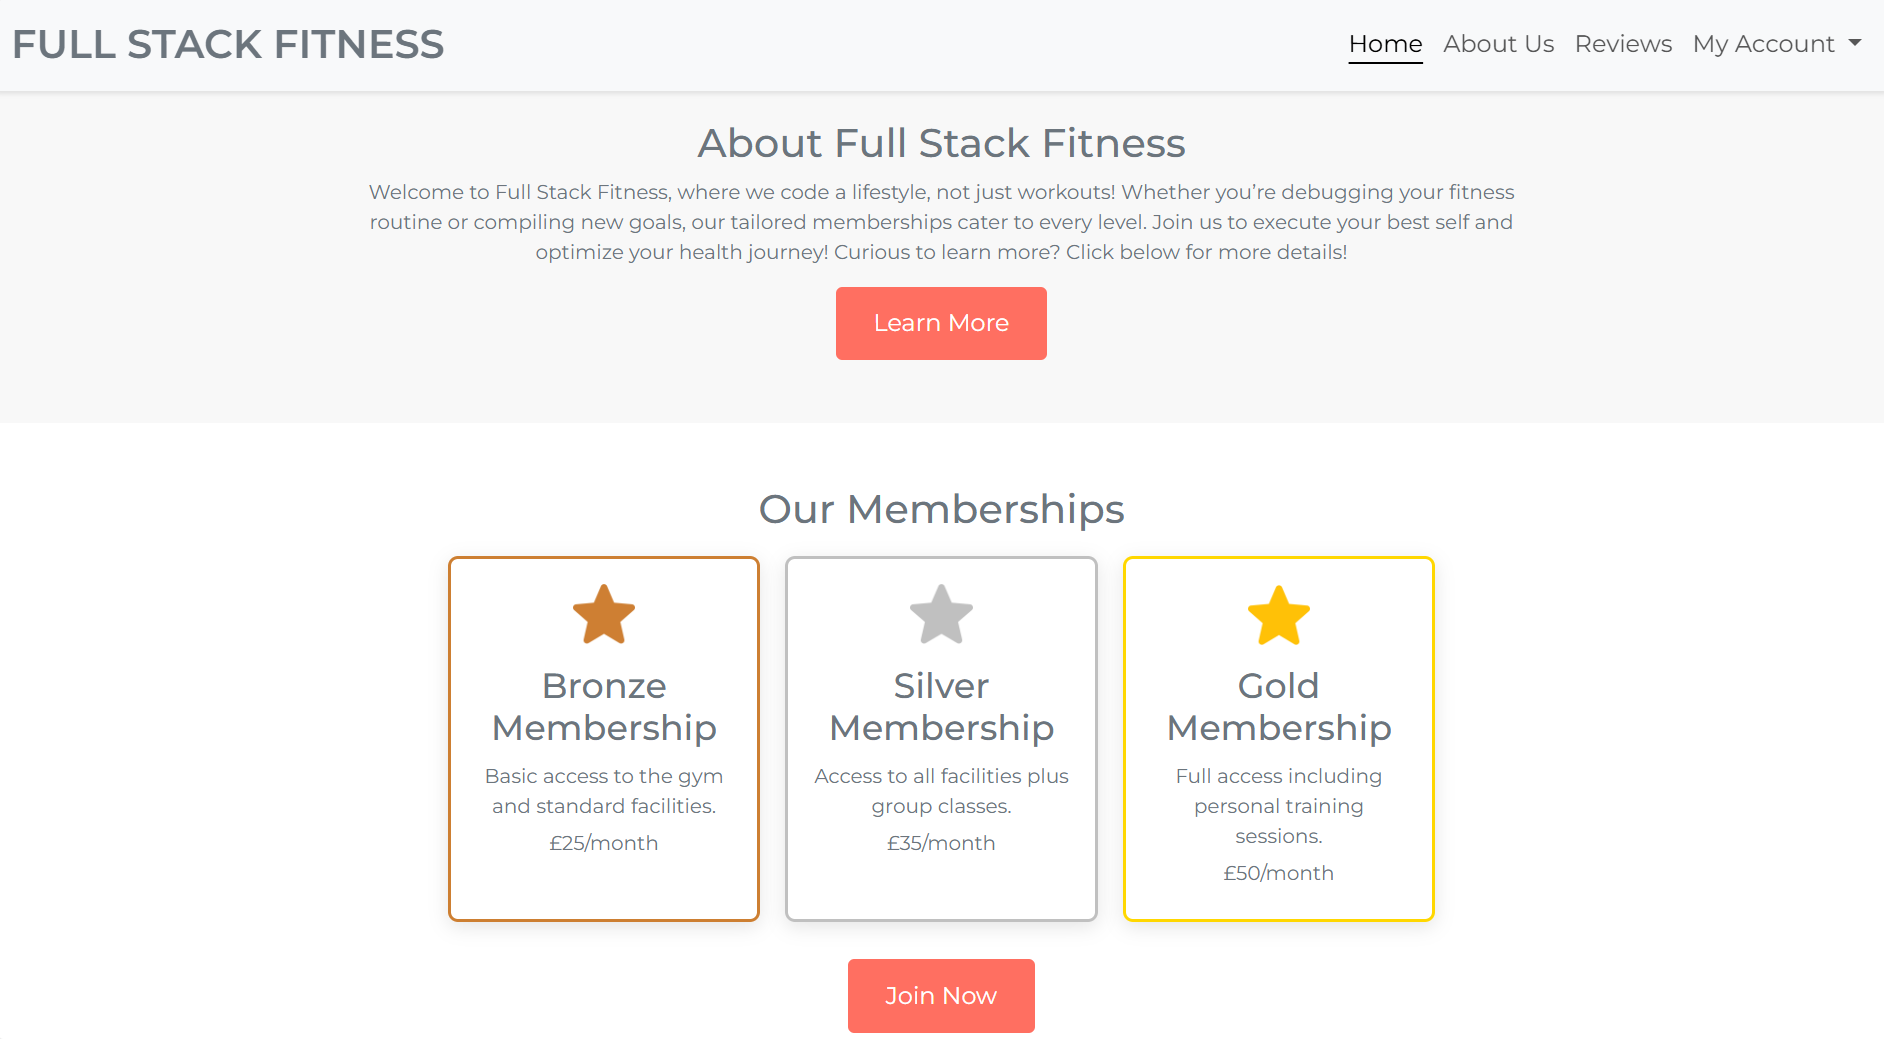 FULL STACK FITNESS
Home About Us Reviews My Account
About Full Stack Fitness
Welcome to Full Stack Fitness, where we code a lifestyle, not just workouts! Whether you’re debugging your fitness
routine or compiling new goals, our tailored memberships cater to every level. Join us to execute your best self and
optimize your health journey! Curious to learn more? Click below for more details!
Learn More
Our Memberships
Bronze
Membership
Basic access to the gym
and standard facilities.
£25/month
Silver
Membership
Access to all facilities plus
group classes.
£35/month
Gold
Membership
Full access including
personal training
sessions.
£50/month
Join Now